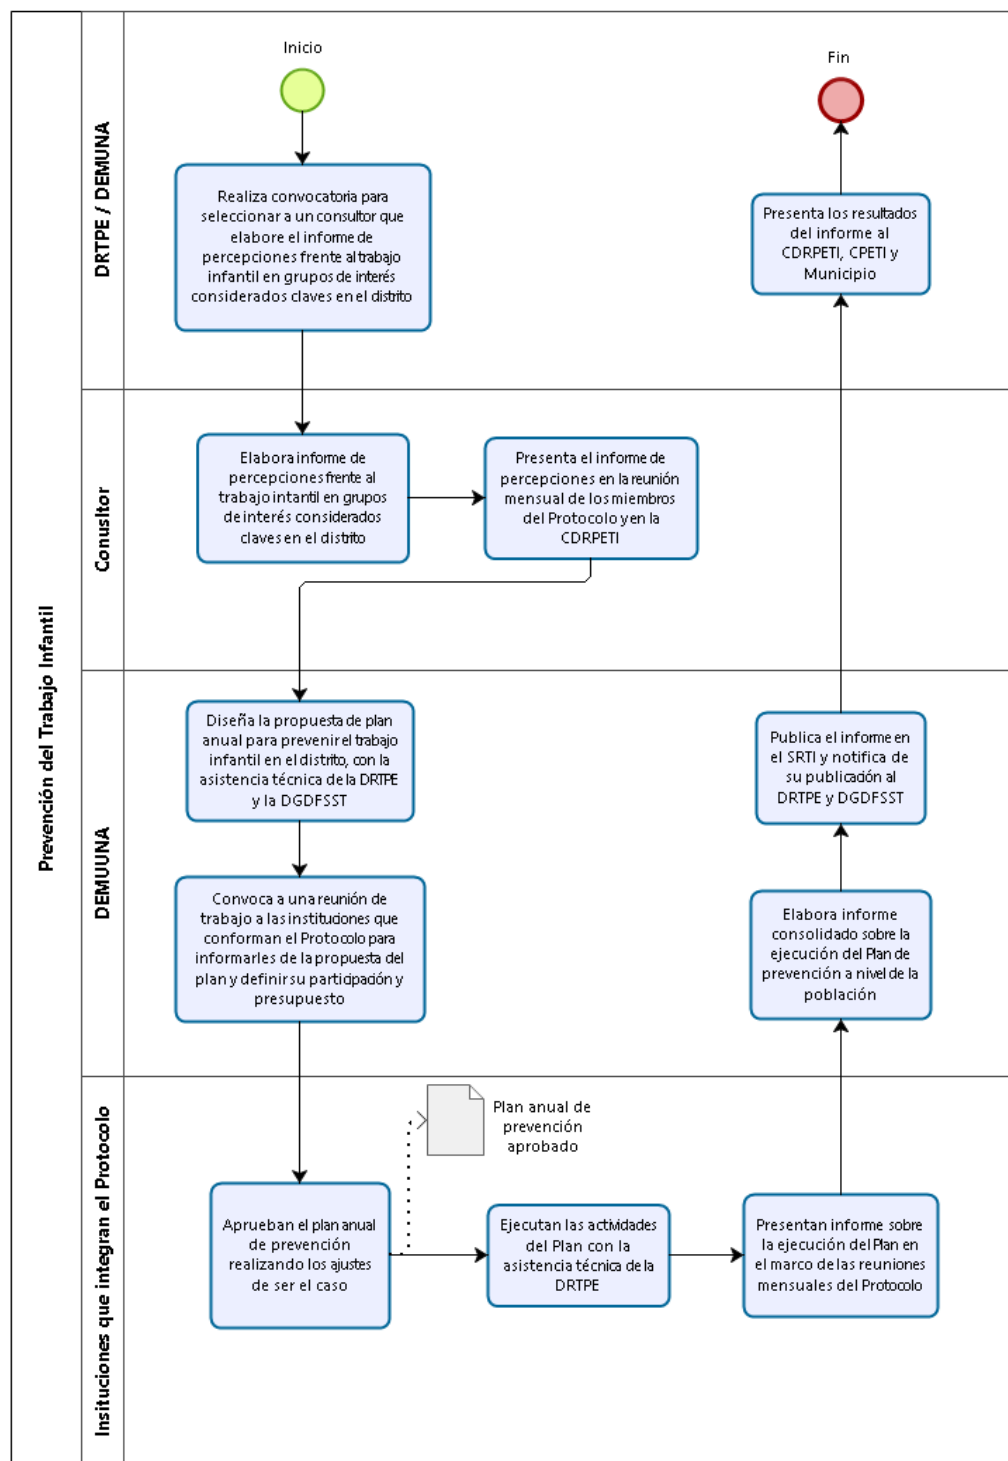 Prevención del Trabajo Infantil
DRTPE / DEMUNA
Inicio
Realiza convocatoria para
seleccionar a un consultor que
elabore el informe de
percepciones frente al trabajo
infantil en grupos de interés
considerados claves en el distrito
Fin
Presenta los resultados
del informe al
CDRPETI, CPETI y
Municipio
Conusltor
Elabora informe de
percepciones frente al
trabajo intantil en grupos
de interés considerados
claves en el distrito
Presenta el informe de
percepciones en la reunión
mensual de los miembros
del Protocolo y en la
CDRPETI
DEMUUNA
Diseña la propuesta de plan
anual para prevenir el trabajo
infantil en el distrito, con la
asistencia técnica de la DRTPE
y la DGDFSST
Convoca a una reunión de
trabajo a las instituciones que
conforman el Protocolo para
informarles de la propuesta del
plan y definir su participación y
presupuesto
Publica el informe en
el SRTI y notifica de
su publicación al
DRTPE y DGDFSST
Elabora informe
consolidado sobre la
ejecución del Plan de
prevención a nivel de la
población
Insituciones que integran el Protocolo
Plan anual de
prevención
aprobado
Aprueban el plan anual
de prevención
realizando los ajustes
de ser el caso
Ejecutan las actividades
del Plan con la
asistencia técnica de la
DRTPE
Presentan informe sobre
la ejecución del Plan en
el marco de las reuniones
mensuales del Protocolo